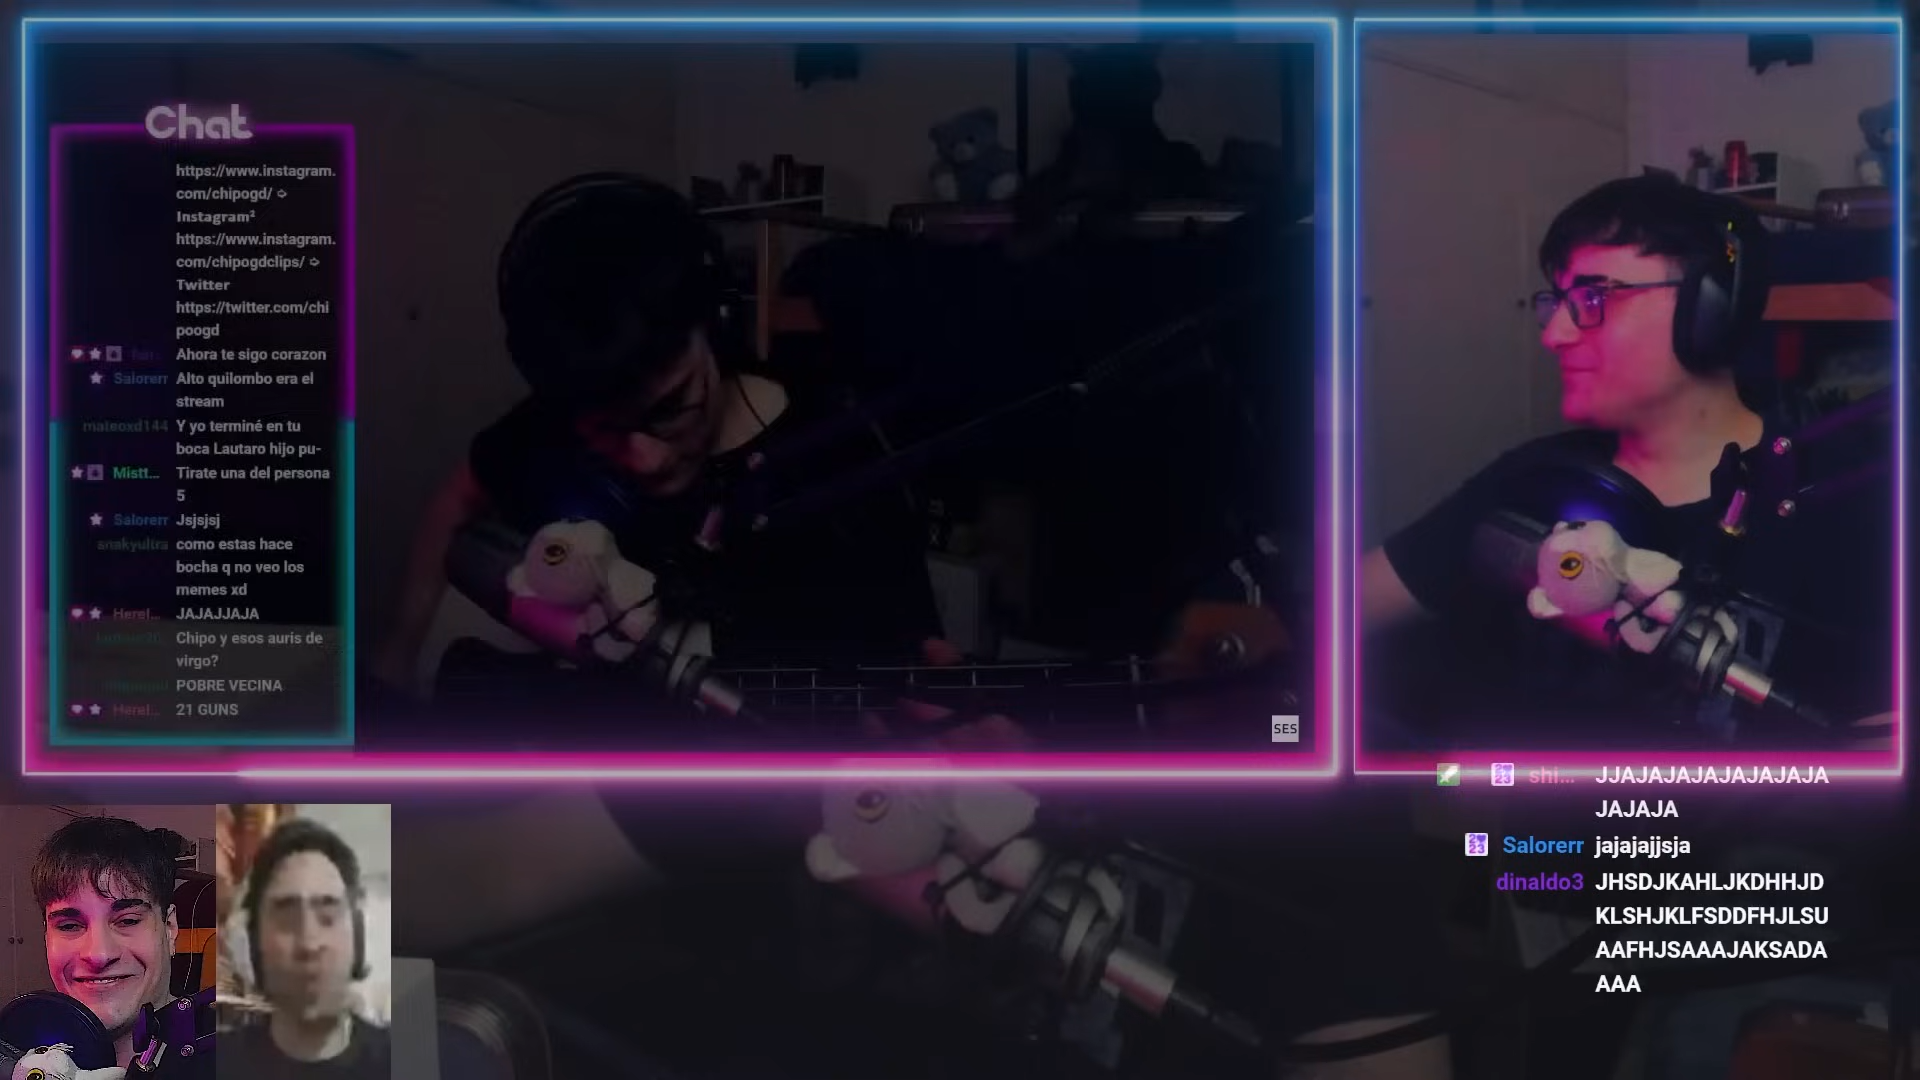 Chat
https://www.instagram.
com/chipogd/ ➪
Instagram²
https://www.instagram.
com/chipogdclips/ ➪
Twitter
https://twitter.com/chi
poogd
Ahora te sigo corazon
Salorerr Alto quilombo era el
stream
mateoxd144 Y yo terminé en tu
boca Lautaro hijo pu-
Mistt... Tirate una del persona
5
Salorerr Jsjsjsj
snakyultra como estas hace
bocha q no veo los
memes xd
Herel... JAJAJJAJA
Chipo y esos auris de
virgo?
POBRE VECINA
Herel... 21 GUNS
SES
shi... JJAJAJAJAJAJAJAJA
JAJAJA
Salorerr jajajajjsja
dinaldo3 JHSDJKAHLJKDHHJD
KLSHJKLFSDDFHJLSU
AAFHJSAAAJAKSADA
AAA